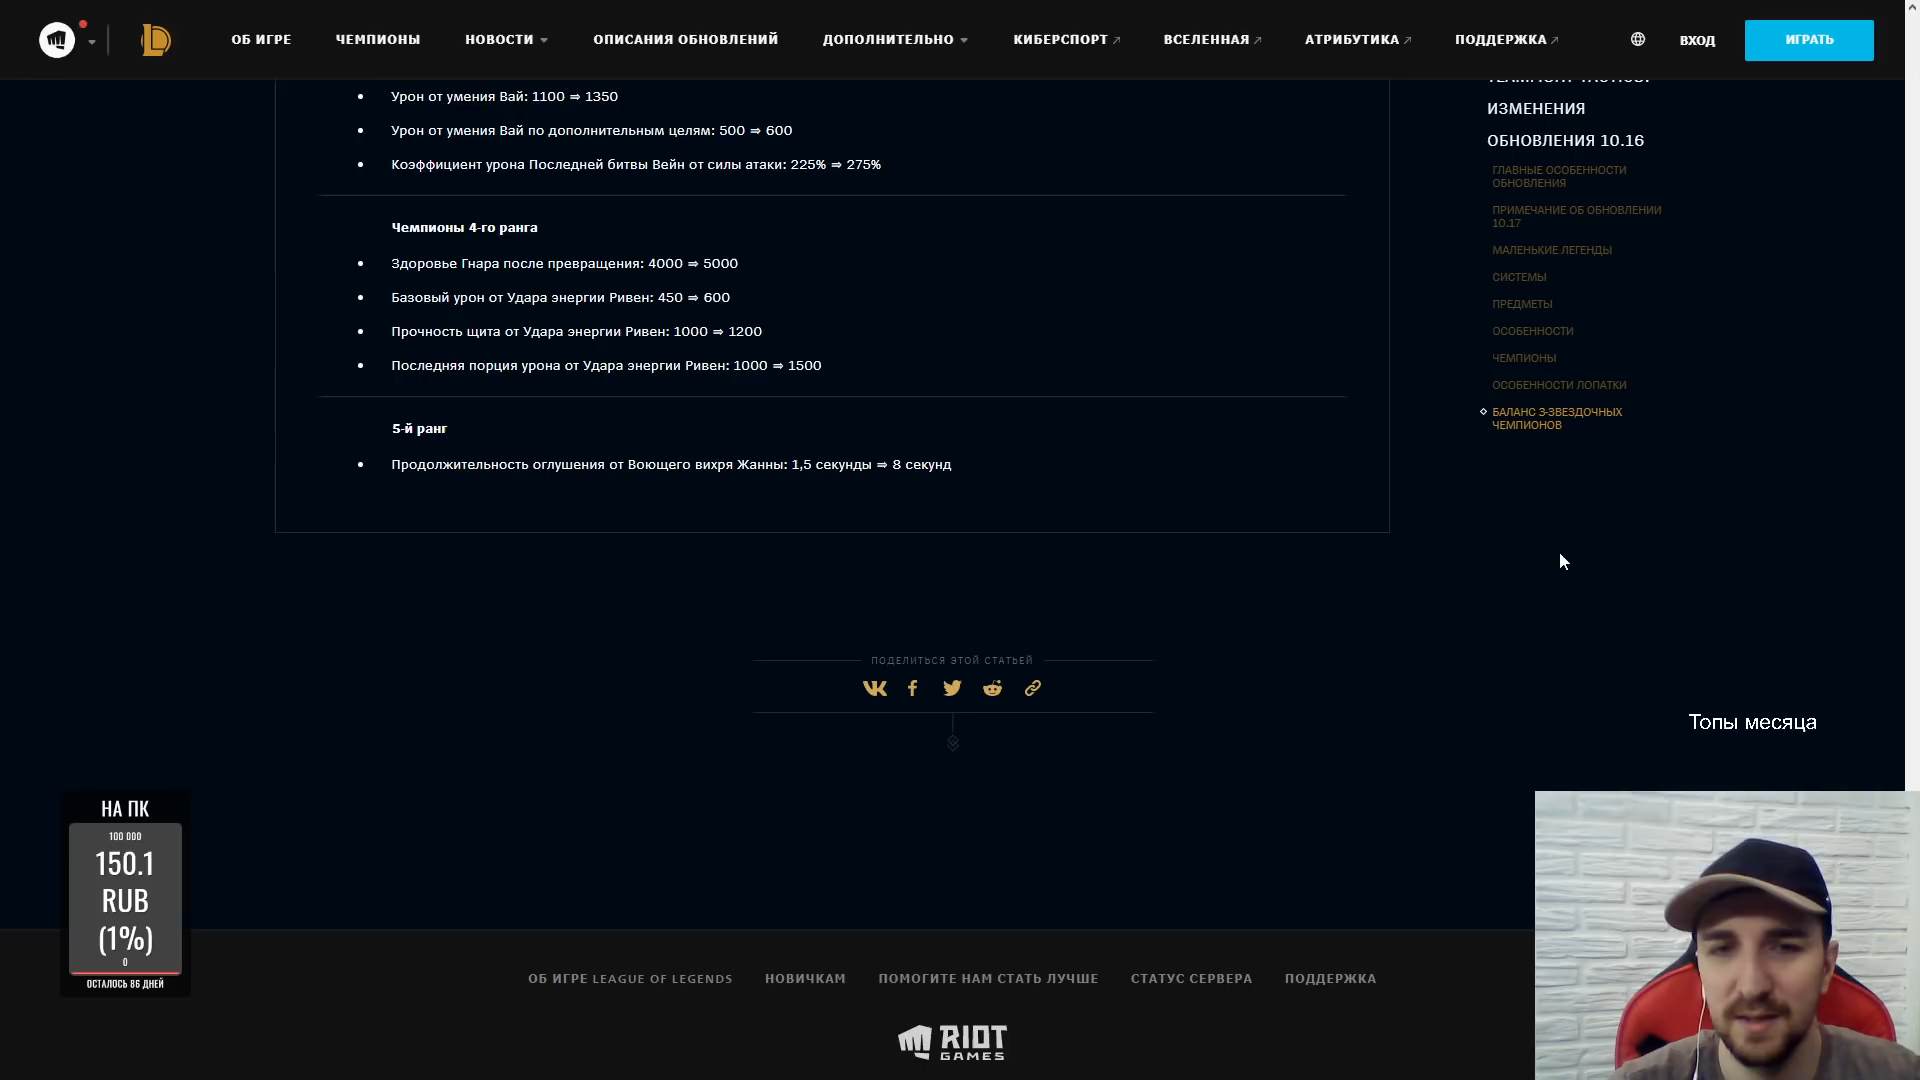 ОБ ИГРЕ
ЧЕМПИОНЫ
НОВОСТИ
ОПИСАНИЯ ОБНОВЛЕНИЙ
ДОПОЛНИТЕЛЬНО
КИБЕРСПОРТ
ВСЕЛЕННАЯ
АТРИБУТИКА
ПОДДЕРЖКА
ВХОД
ИГРАТЬ
Урон от умения Вай: 1100 ⇒ 1350
Урон от умения Вай по дополнительным целям: 500 ⇒ 600
Коэффициент урона Последней битвы Вейн от силы атаки: 225% ⇒ 275%
Чемпионы 4-го ранга
Здоровье Гнара после превращения: 4000 ⇒ 5000
Базовый урон от Удара энергии Ривен: 450 ⇒ 600
Прочность щита от Удара энергии Ривен: 1000 ⇒ 1200
Последняя порция урона от Удара энергии Ривен: 1000 ⇒ 1500
5-й ранг
Продолжительность оглушения от Воющего вихря Жанны: 1,5 секунды ⇒ 8 секунд
ИЗМЕНЕНИЯ
ОБНОВЛЕНИЯ 10.16
ГЛАВНЫЕ ОСОБЕННОСТИ
ОБНОВЛЕНИЯ
ПРИМЕЧАНИЕ ОБ ОБНОВЛЕНИИ
10.17
МАЛЕНЬКИЕ ЛЕГЕНДЫ
СИСТЕМЫ
ПРЕДМЕТЫ
ОСОБЕННОСТИ
ЧЕМПИОНЫ
ОСОБЕННОСТИ ЛОПАТКИ
БАЛАНС 3-ЗВЕЗДОЧНЫХ
ЧЕМПИОНОВ
ПОДЕЛИТЬСЯ ЭТОЙ СТАТЬЕЙ
Топы месяца
НА ПК
100 000
150.1
RUB
(1%)
0
ОСТАЛОСЬ 86 ДНЕЙ
ОБ ИГРЕ LEAGUE OF LEGENDS
НОВИЧКАМ
ПОМОГИТЕ НАМ СТАТЬ ЛУЧШЕ
СТАТУС СЕРВЕРА
ПОДДЕРЖКА
RIOT
GAMES